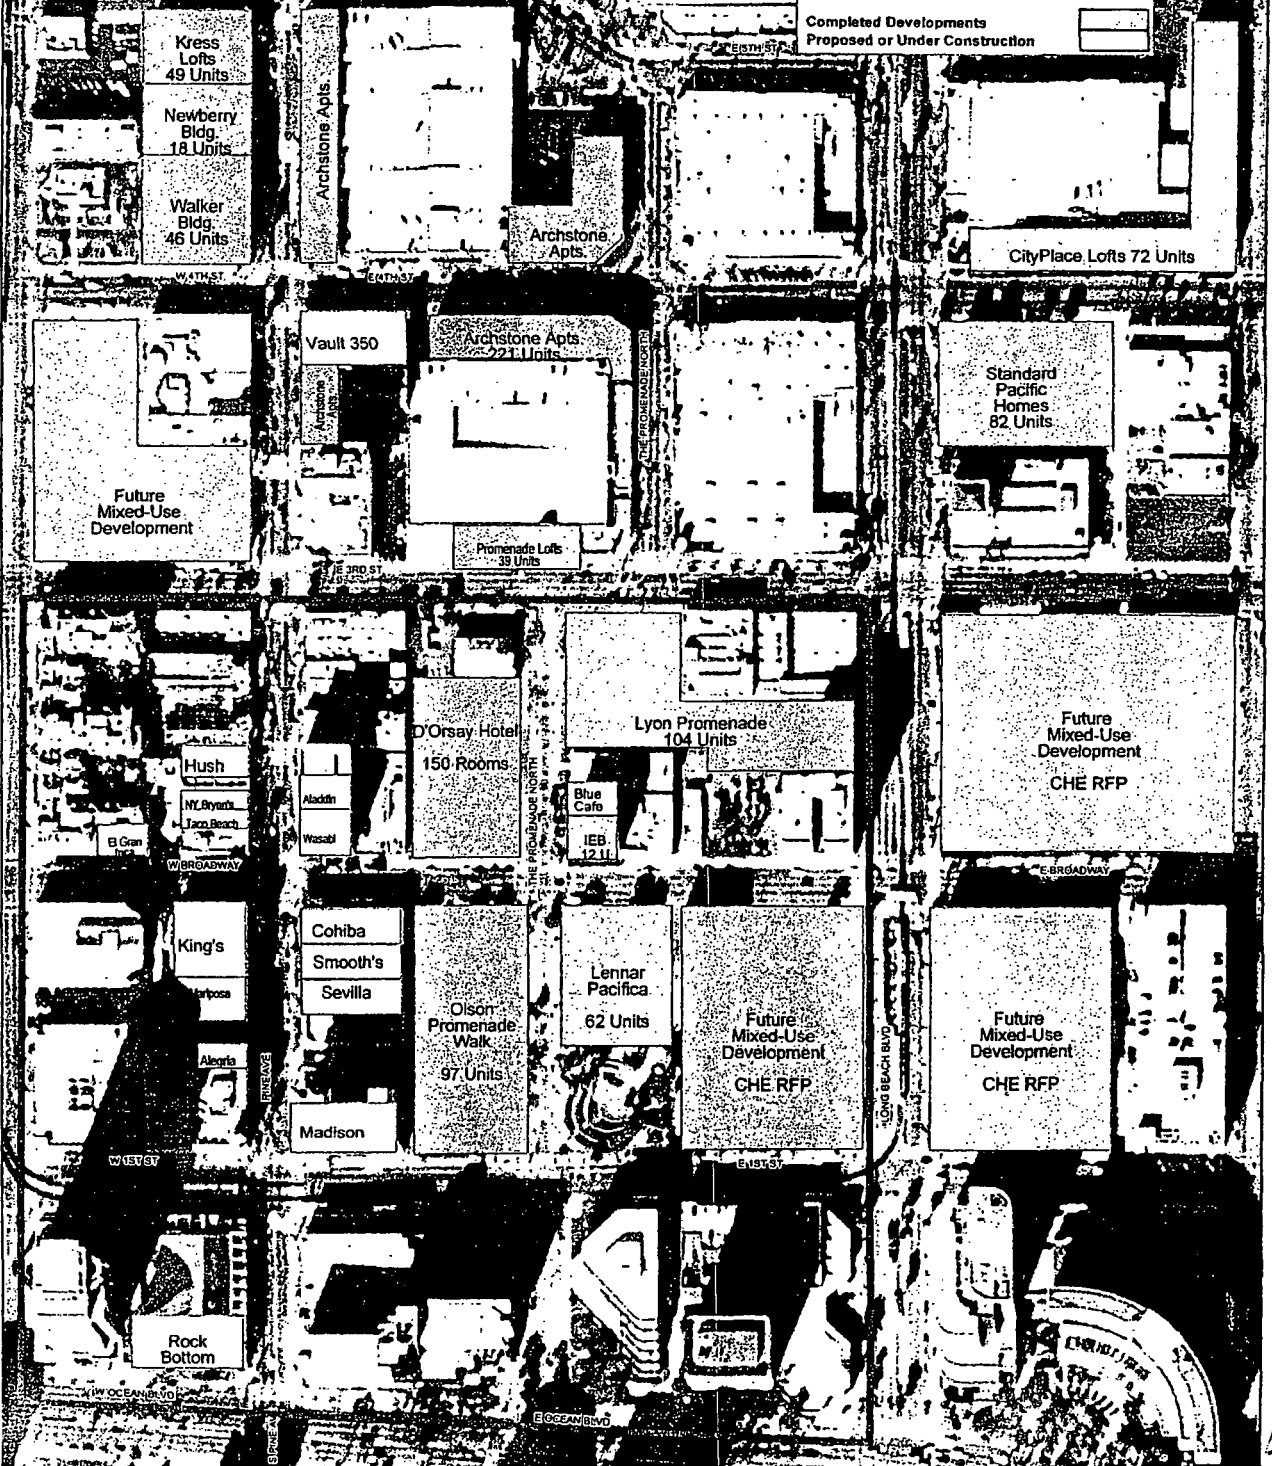 Completed Developments
Proposed or Under Construction
E 5TH ST
Kress
Lofts
49 Units
Newberry
Bldg.
18 Units
Walker
Bldg.
46 Units
Archstone Apts.
Archstone
Apts.
CityPlace Lofts 72 Units
W 4TH ST
E 4TH ST
Vault 350
Archstone Apts.
221 Units
Archstone
Apts.
THE PROMENADE NORTH
Standard
Pacific
Homes
82 Units
Future
Mixed-Use
Development
Promenade Lofts
39 Units
E 3RD ST
D'Orsay Hotel
150 Rooms
THE PROMENADE NORTH
Lyon Promenade
104 Units
Future
Mixed-Use
Development
CHE RFP
Hush
NY Bryan's
Taco Beach
El Gran
Aladdin
Wasabi
Blue
Cafe
IEB
12 U.
W BROADWAY
E BROADWAY
King's
Mariposa
Alegria
PINE AVE
Cohiba
Smooth's
Sevilla
Madison
Olson
Promenade
Walk
97 Units
Lennar
Pacifica
62 Units
Future
Mixed-Use
Development
CHE RFP
LONG BEACH BLVD
Future
Mixed-Use
Development
CHE RFP
W 1ST ST
E 1ST ST
Rock
Bottom
W OCEAN BLVD
S PINE
E OCEAN BLVD